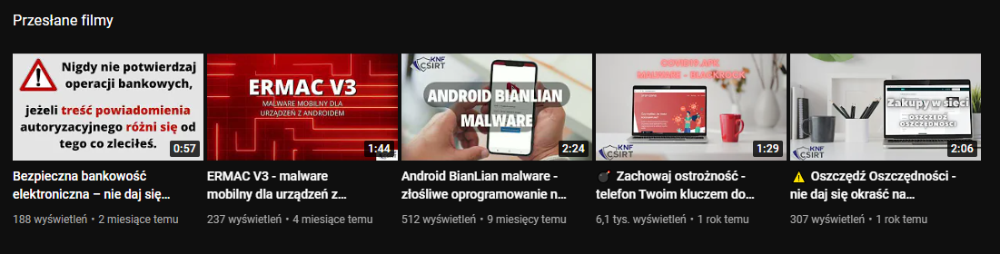 Przesłane filmy
Nigdy nie potwierdzaj
operacji bankowych,
jeżeli treść powiadomienia
autoryzacyjnego różni się od
tego co zleciłeś.
0:57
Bezpieczna bankowość
elektroniczna – nie daj się...
188 wyświetleń • 2 miesiące temu
ERMAC V3
MALWARE MOBILNY DLA
URZĄDZEŃ Z ANDROIDEM
1:44
ERMAC V3 - malware
mobilny dla urządzeń z...
237 wyświetleń • 4 miesiące temu
KNF
CSIRT
ANDROID BIANLIAN
MALWARE
2:24
Android BianLian malware -
złośliwe oprogramowanie n...
512 wyświetleń • 9 miesięcy temu
COVID19.APK
MALWARE - BLACKROCK
KNF
CSIRT
1:29
💣 Zachowaj ostrożność -
telefon Twoim kluczem do...
6,1 tys. wyświetleń • 1 rok temu
Zakupy w sieci
OSZCZĘDŹ
OSZCZĘDNOŚCI
KNF
CSIRT
2:06
⚠️ Oszczędź Oszczędności -
nie daj się okraść na...
307 wyświetleń • 1 rok temu